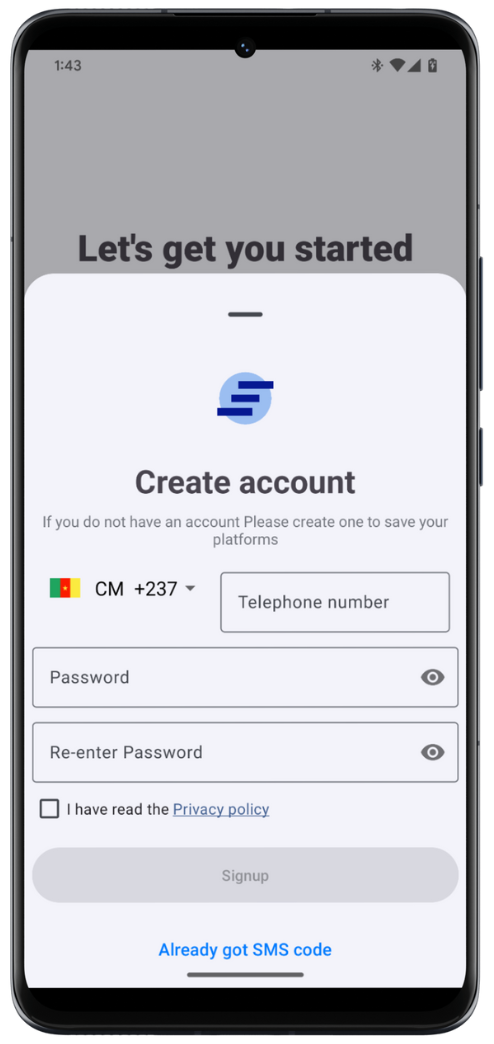 1:43
Let's get you started
Create account
If you do not have an account Please create one to save your
platforms
CM +237
Telephone number
Password
Re-enter Password
I have read the Privacy policy
Signup
Already got SMS code